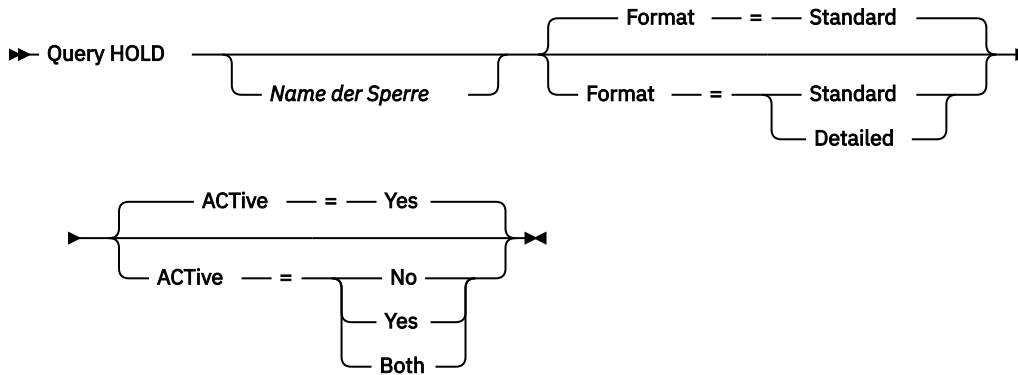 Format = Standard
Query HOLD
Name der Sperre
Format = Standard
Detailed
ACTive = Yes
ACTive = No
Yes
Both